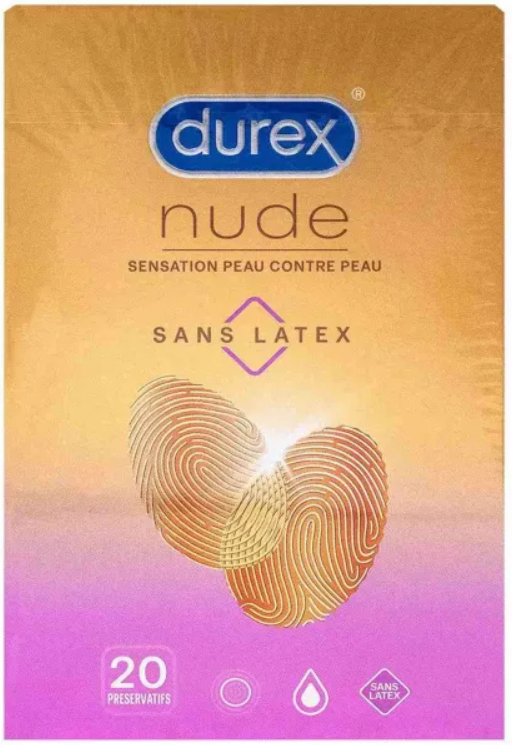 durex®
nude
SENSATION PEAU CONTRE PEAU
SANS LATEX
20
PRESERVATIFS
SANS
LATEX